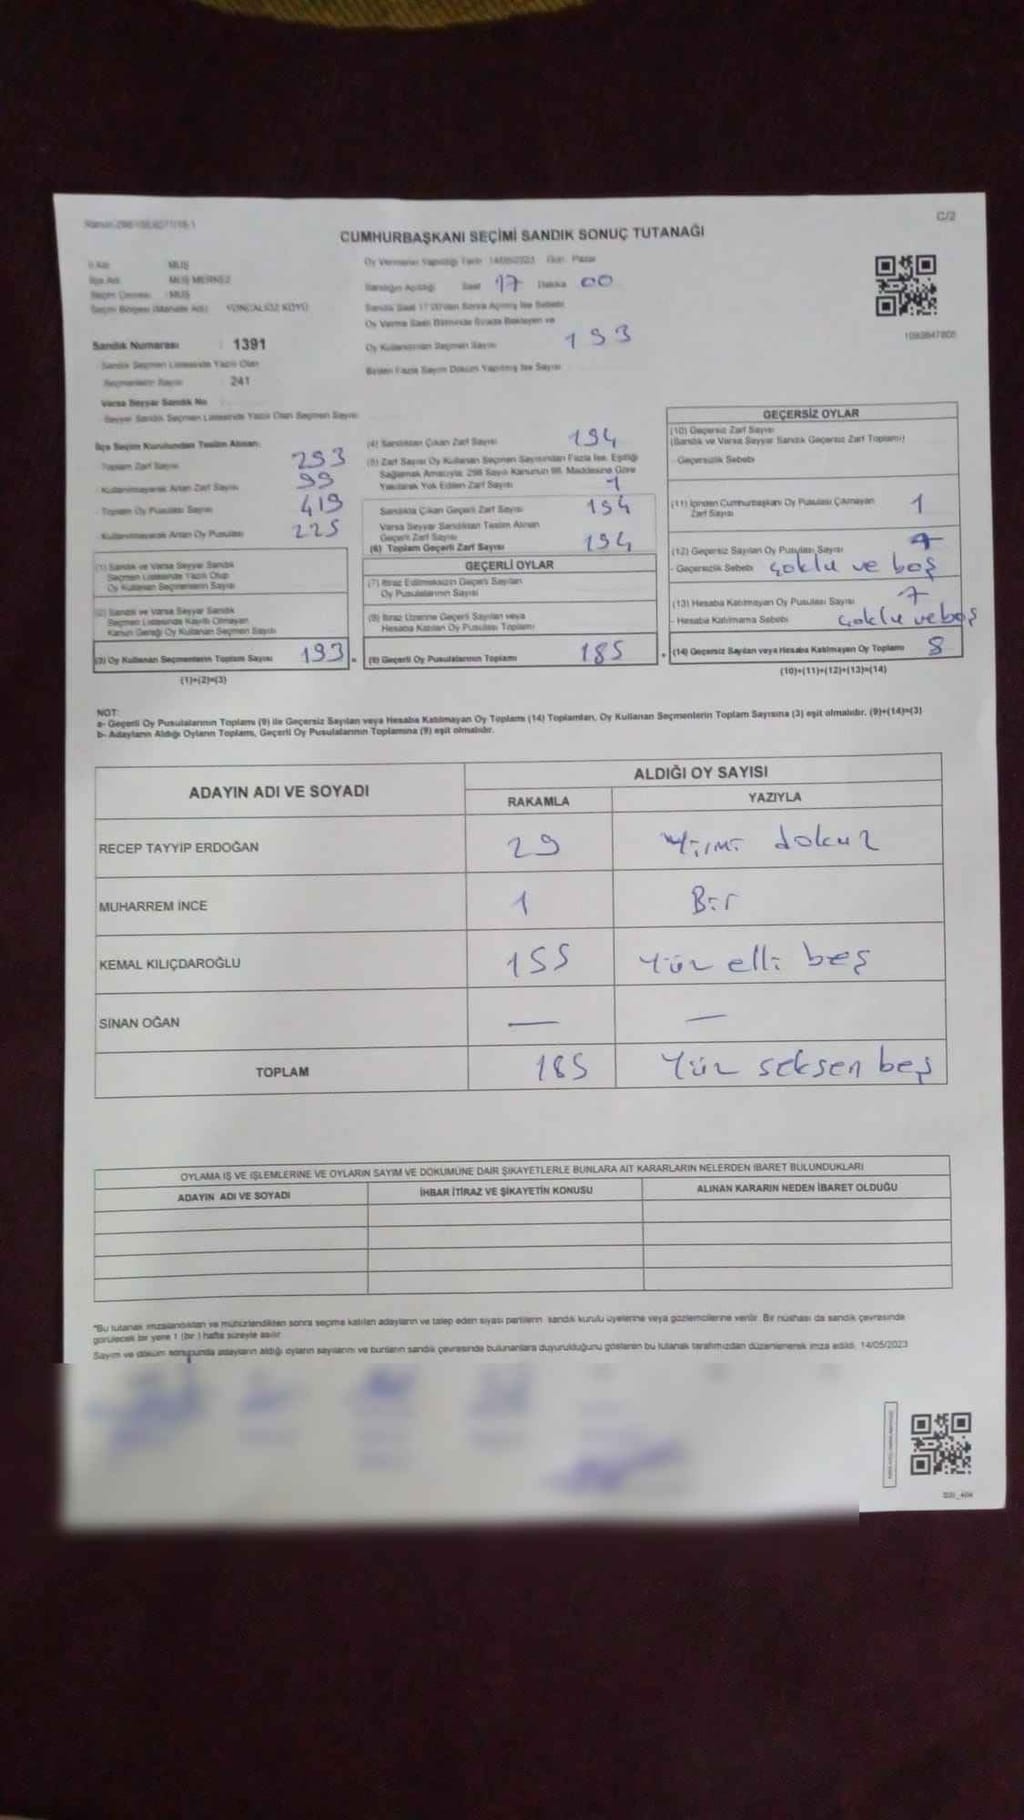 C/2
CUMHURBAŞKANI SEÇİMİ SANDIK SONUÇ TUTANAĞI
İl Adı MUŞ
İlçe Adı MUŞ MERKEZ
Seçim Çevresi MUŞ
Seçim Bölgesi (Mahalle Adı)
Oy Vermenin Yapıldığı Tarih 14/05/2023 Gün Pazar
Sandığın Açıldığı Saat 17 Dakika 00
Sandık Saat 17:00'den Sonra Açılmış İse Sebebi
Oy Verme Saati Bitiminde Sırada Bekleyen ve
Oy Kullandırılan Seçmen Sayısı 193
Birden Fazla Sayım Döküm Yapılmış İse Sayısı
Sandık Numarası 1391
Sandık Seçmen Listesinde Yazılı Olan
Seçmenlerin Sayısı 241
Varsa Seyyar Sandık No
Seyyar Sandık Seçmen Listesinde Yazılı Olan Seçmen Sayısı
İlçe Seçim Kurulundan Teslim Alınan:
Toplam Zarf Sayısı 293
Kullanılmayarak Artan Zarf Sayısı 99
Toplam Oy Pusulası Sayısı 419
Kullanılmayarak Artan Oy Pusulası 225
(1) Sandık ve Varsa Seyyar Sandık
Seçmen Listesinde Yazılı Olup
Oy Kullanan Seçmenlerin Sayısı
(2) Sandık ve Varsa Seyyar Sandık
Seçmen Listesinde Kayıtlı Olmayan
Kanun Gereği Oy Kullanan Seçmen Sayısı
(3) Oy Kullanan Seçmenlerin Toplam Sayısı 193
(1)+(2)=(3)
(4) Sandıktan Çıkan Zarf Sayısı 194
(5) Zarf Sayısı Oy Kullanan Seçmen Sayısından Fazla İse, Eşitliği
Sağlamak Amacıyla, 298 Sayılı Kanunun 98. Maddesine Göre
Yakılarak Yok Edilen Zarf Sayısı 1
Sandıkta Çıkan Geçerli Zarf Sayısı 194
Varsa Seyyar Sandıktan Teslim Alınan
Geçerli Zarf Sayısı
(6) Toplam Geçerli Zarf Sayısı 194
GEÇERLİ OYLAR
(7) İtiraz Edilmeksizin Geçerli Sayılan
Oy Pusulalarının Sayısı
(8) İtiraz Üzerine Geçerli Sayılan veya
Hesaba Katılan Oy Pusulası Toplamı
(9) Geçerli Oy Pusulalarının Toplamı 185
GEÇERSİZ OYLAR
(10) Geçersiz Zarf Sayısı
(Sandık ve Varsa Seyyar Sandık Geçersiz Zarf Toplamı)
Geçersizlik Sebebi
(11) İçinden Cumhurbaşkanı Oy Pusulası Çıkmayan
Zarf Sayısı 1
(12) Geçersiz Sayılan Oy Pusulası Sayısı
- Geçersizlik Sebebi çoklu ve boş
(13) Hesaba Katılmayan Oy Pusulası Sayısı 7
- Hesaba Katılmama Sebebi çoklu ve boş
(14) Geçersiz Sayılan veya Hesaba Katılmayan Oy Toplamı 8
(10)+(11)+(12)+(13)=(14)
NOT:
a- Geçerli Oy Pusulalarının Toplamı (9) ile Geçersiz Sayılan veya Hesaba Katılmayan Oy Toplamı (14) Toplamları, Oy Kullanan Seçmenlerin Toplam Sayısına (3) eşit olmalıdır. (9)+(14)=(3)
b- Adayların Aldığı Oyların Toplamı, Geçerli Oy Pusulalarının Toplamına (9) eşit olmalıdır.
ADAYIN ADI VE SOYADI ALDIĞI OY SAYISI
RAKAMLA YAZIYLA
RECEP TAYYİP ERDOĞAN 29 Yirmi dokuz
MUHARREM İNCE 1 Bir
KEMAL KILIÇDAROĞLU 155 Yüz elli beş
SİNAN OĞAN — —
TOPLAM 185 Yüz seksen beş
OYLAMA İŞ VE İŞLEMLERİNE VE OYLARIN SAYIM VE DÖKÜMÜNE DAİR ŞİKAYETLERLE BUNLARA AİT KARARLARIN NELERDEN İBARET BULUNDUKLARI
ADAYIN ADI VE SOYADI İHBAR İTİRAZ VE ŞİKAYETİN KONUSU ALINAN KARARIN NEDEN İBARET OLDUĞU
*Bu tutanak imzalandıktan ve mühürlendikten sonra seçime katılan adayların ve talep eden siyasi partilerin sandık kurulu üyelerine veya gözlemcilerine verilir. Bir nüshası da sandık çevresinde
görülecek bir yere 1 (bir) hafta süreyle asılır.
Sayım ve döküm sonucunda adayların aldığı oyların sayılarını ve bunların sandık çevresinde bulunanlara duyurulduğunu gösteren bu tutanak tarafımızdan düzenlenerek imza edildi. 14/05/2023